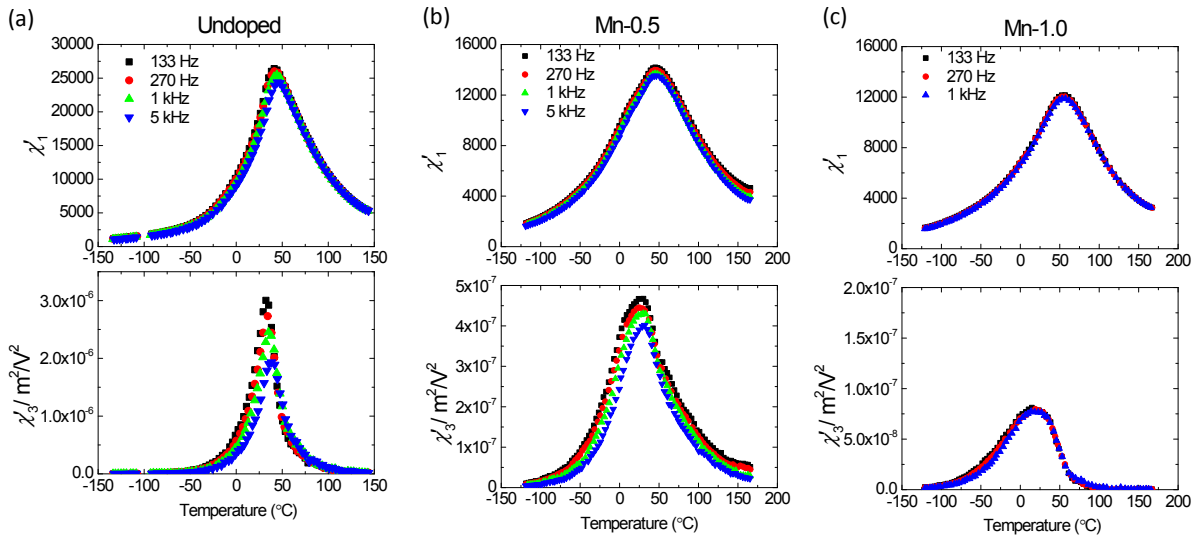 (a)
Undoped
30000
25000
20000
15000
10000
5000
0
χ′₁
133 Hz
270 Hz
1 kHz
5 kHz
-150 -100 -50 0 50 100 150
3.0x10⁻⁶
2.0x10⁻⁶
1.0x10⁻⁶
0.0
χ′₃/ m²/V²
-150 -100 -50 0 50 100 150
Temperature (°C)
(b)
Mn-0.5
16000
14000
12000
10000
8000
6000
4000
2000
0
χ′₁
133 Hz
270 Hz
1 kHz
5 kHz
-150 -100 -50 0 50 100 150 200
5x10⁻⁷
4x10⁻⁷
3x10⁻⁷
2x10⁻⁷
1x10⁻⁷
0
χ′₃/ m²/V²
-150 -100 -50 0 50 100 150 200
Temperature (°C)
(c)
Mn-1.0
16000
12000
8000
4000
0
χ′₁
133 Hz
270 Hz
1 kHz
-150 -100 -50 0 50 100 150 200
2.0x10⁻⁷
1.5x10⁻⁷
1.0x10⁻⁷
5.0x10⁻⁸
0.0
χ′₃/ m²/V²
-150 -100 -50 0 50 100 150 200
Temperature (°C)